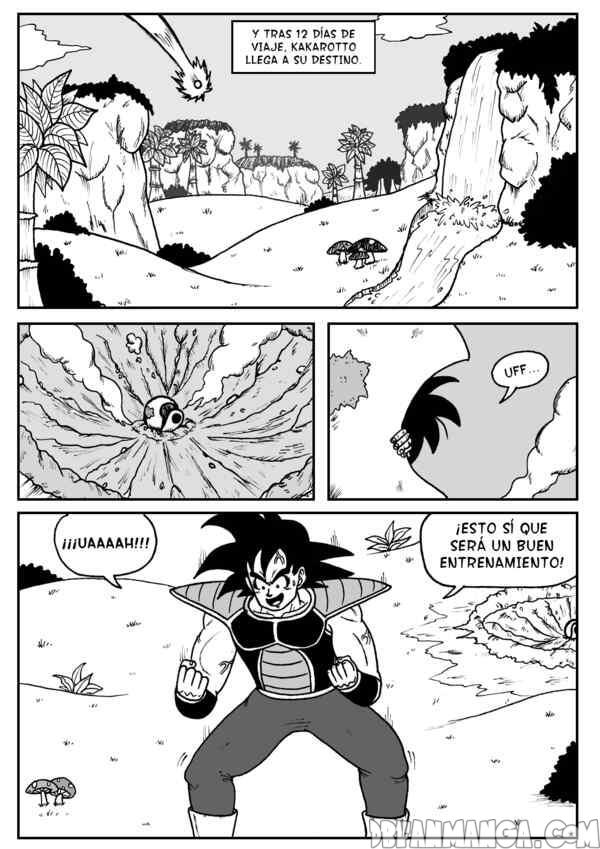 Y TRAS 12 DÍAS DE
VIAJE, KAKAROTTO
LLEGA A SU DESTINO.
UFF...
¡¡¡UAAAAH!!!
¡ESTO SÍ QUE
SERÁ UN BUEN
ENTRENAMIENTO!
DBFANMANGA.COM